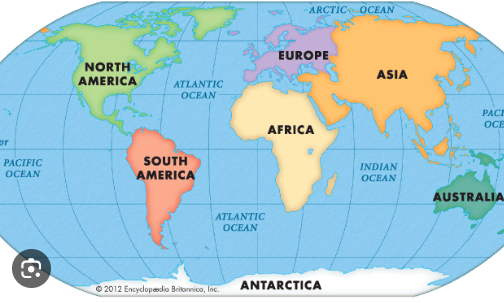 ARCTIC OCEAN
NORTH
AMERICA
EUROPE
ASIA
ATLANTIC
OCEAN
AFRICA
PACIFIC
OCEAN
SOUTH
AMERICA
INDIAN
OCEAN
AUSTRALIA
ATLANTIC
OCEAN
ANTARCTICA
© 2012 Encyclopædia Britannica, Inc.